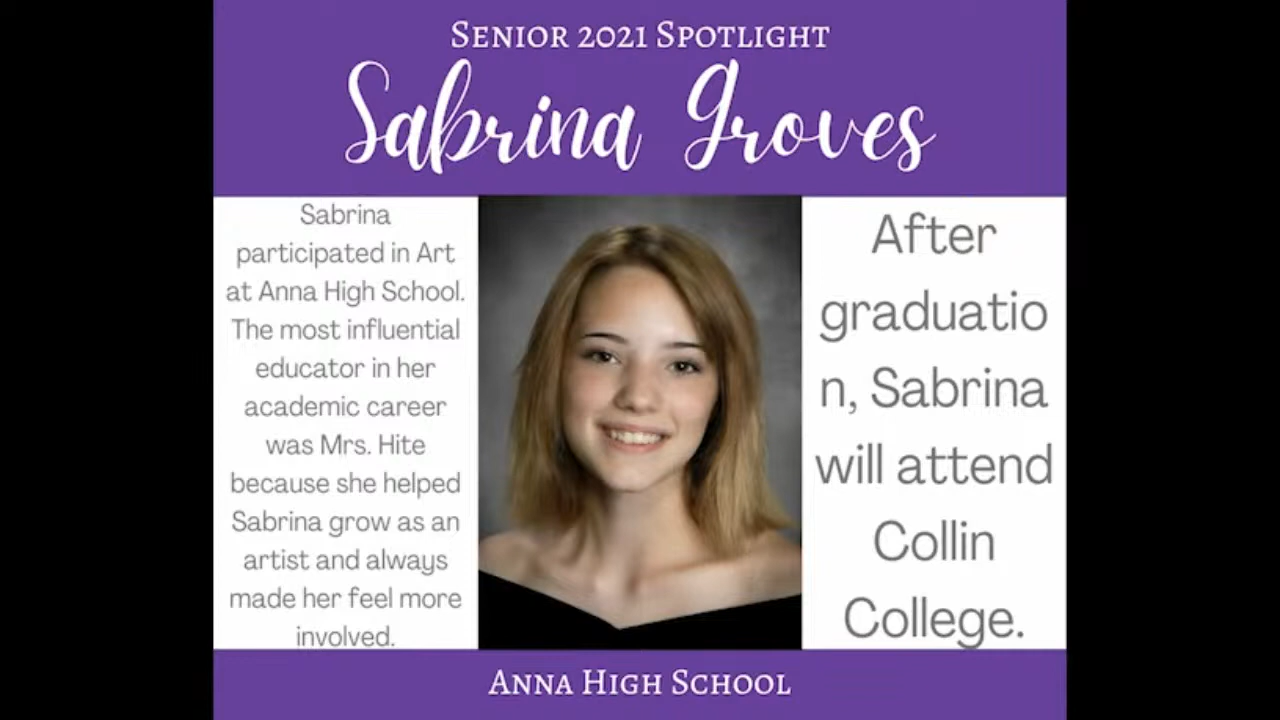 Senior 2021 Spotlight
Sabrina Groves
Sabrina
participated in Art
at Anna High School.
The most influential
educator in her
academic career
was Mrs. Hite
because she helped
Sabrina grow as an
artist and always
made her feel more
involved.
After
graduatio
n, Sabrina
will attend
Collin
College.
Anna High School